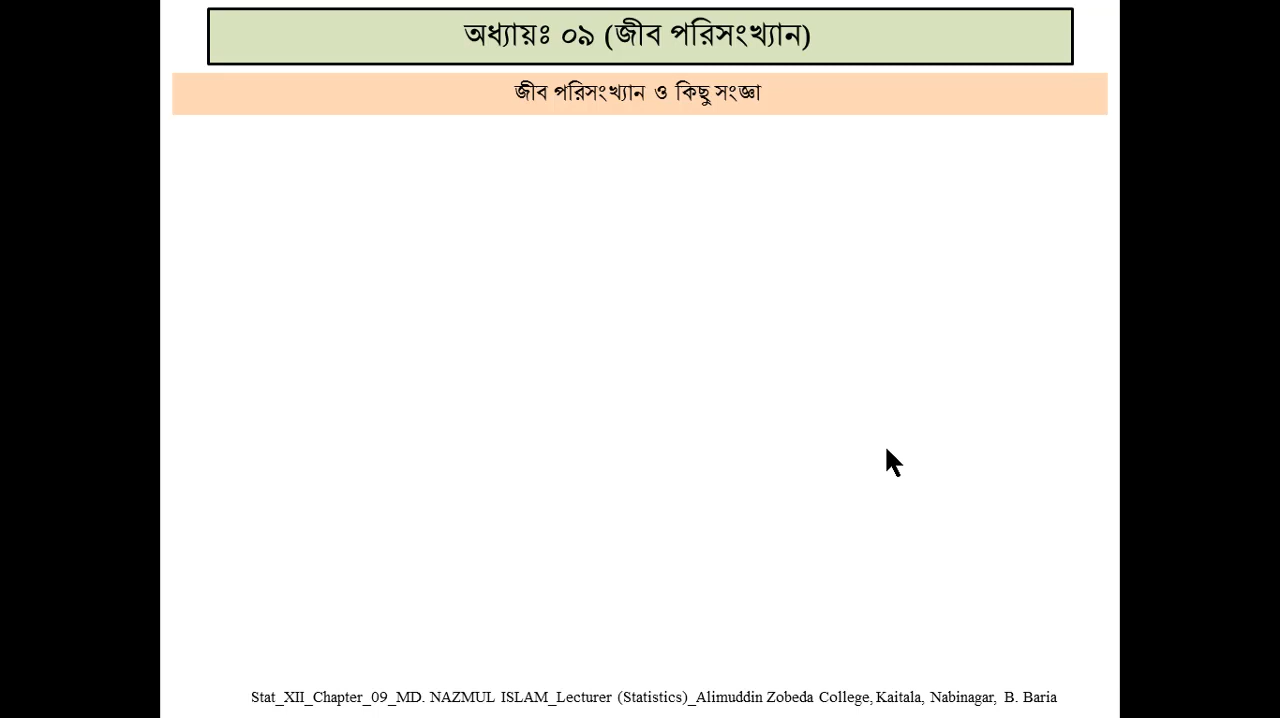 অধ্যায়ঃ ০৯ (জীব পরিসংখ্যান)
জীব পরিসংখ্যান ও কিছু সংজ্ঞা
Stat_XII_Chapter_09_MD. NAZMUL ISLAM_Lecturer (Statistics)_Alimuddin Zobeda College, Kaitala, Nabinagar, B. Baria